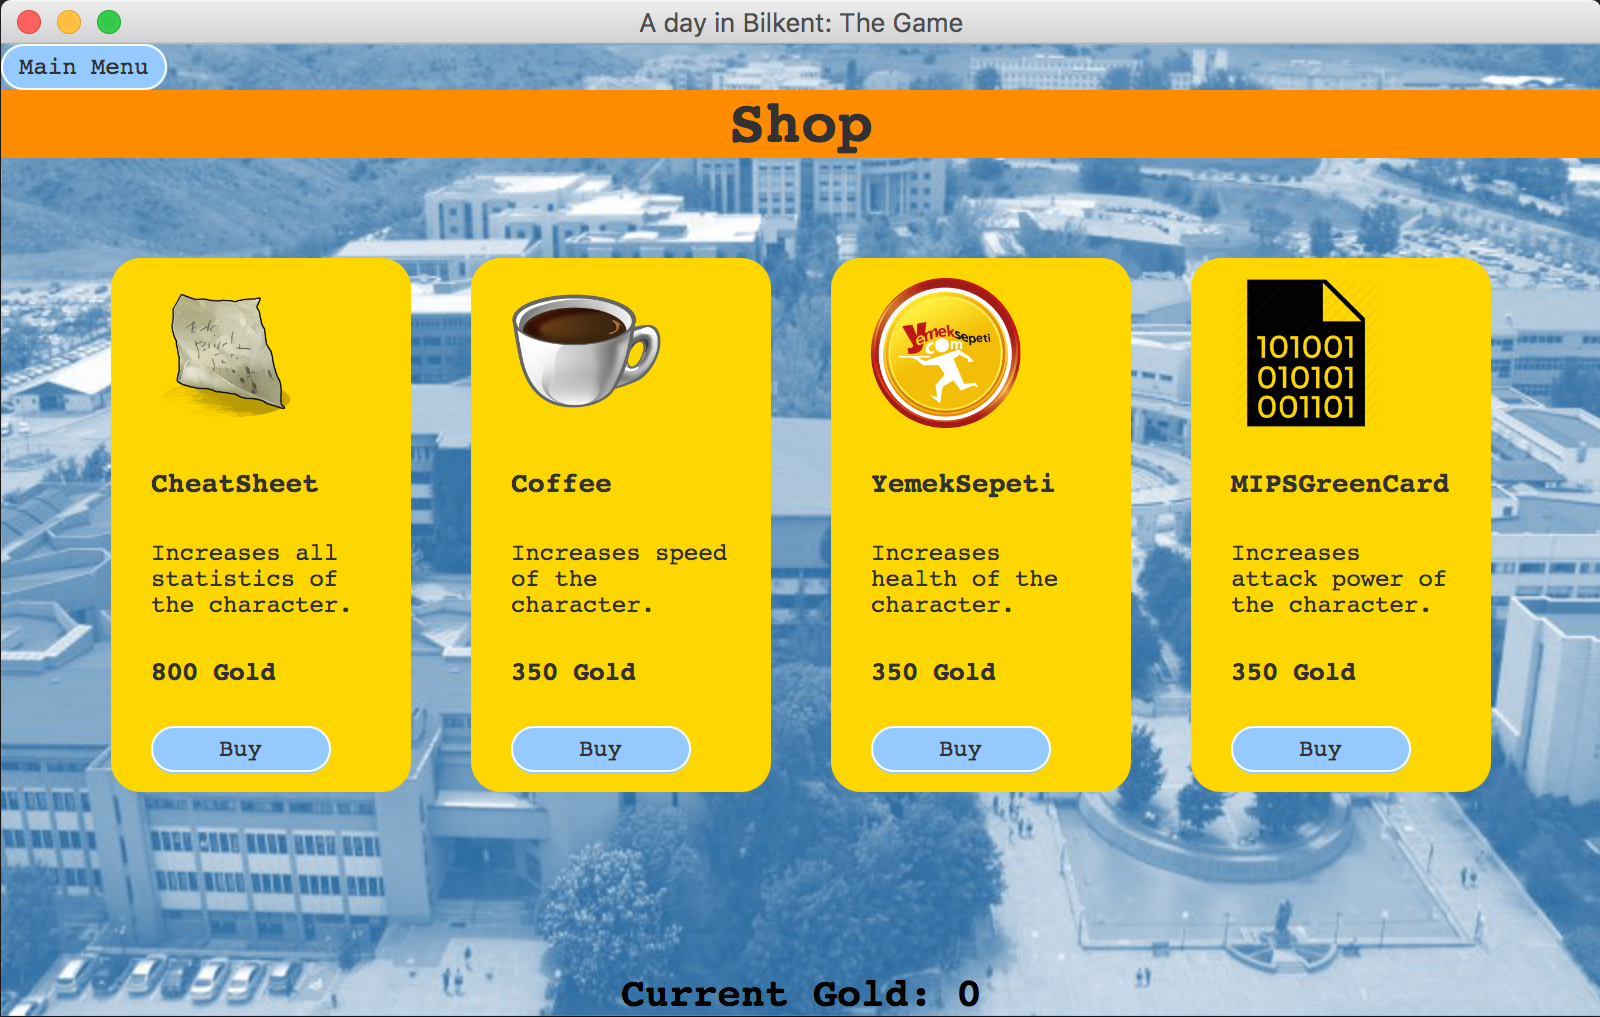 A day in Bilkent: The Game
Main Menu
Shop
CheatSheet
Increases all
statistics of
the character.
800 Gold
Buy
Coffee
Increases speed
of the
character.
350 Gold
Buy
yemeksepeti
com
YemekSepeti
Increases
health of the
character.
350 Gold
Buy
101001
010101
001101
MIPSGreenCard
Increases
attack power of
the character.
350 Gold
Buy
Current Gold: 0